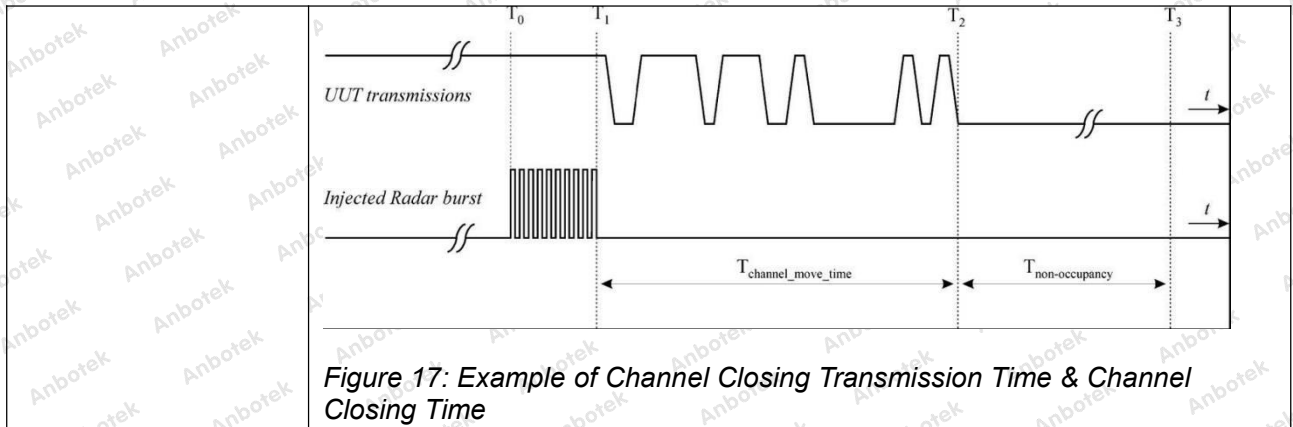 T0 T1 T2 T3
UUT transmissions
t
Injected Radar burst
t
Tchannel_move_time Tnon-occupancy
Figure 17: Example of Channel Closing Transmission Time & Channel
Closing Time
Anbotek